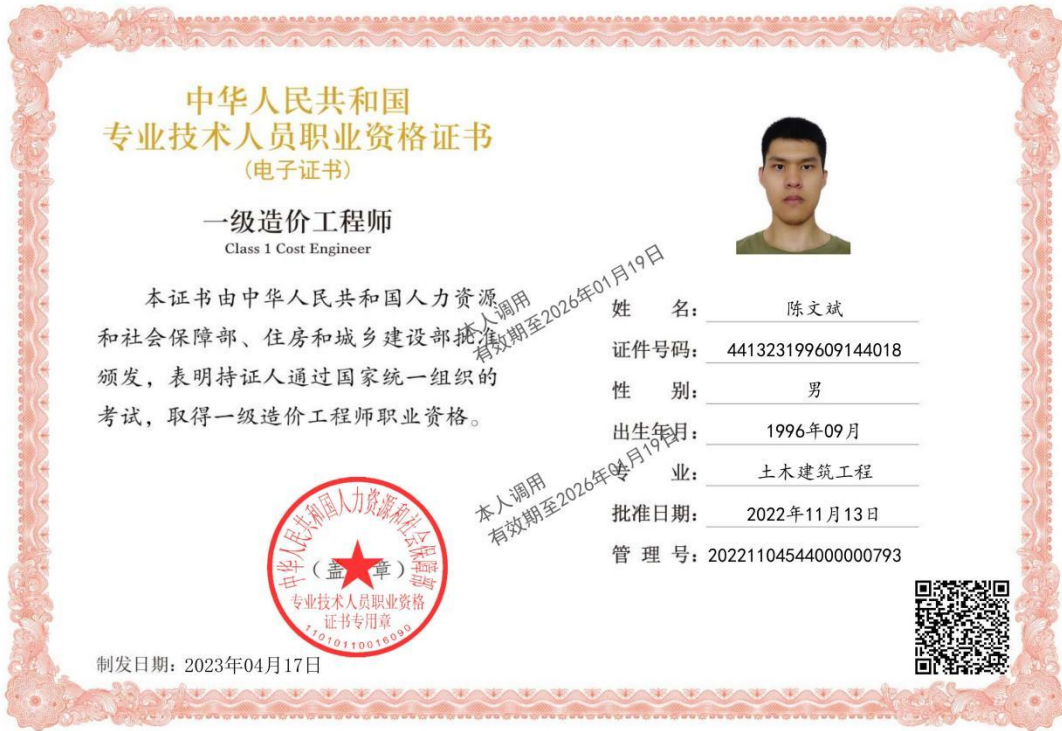 中华人民共和国
专业技术人员职业资格证书
(电子证书)
一级造价工程师
Class 1 Cost Engineer
本证书由中华人民共和国人力资源
和社会保障部、住房和城乡建设部批准
颁发，表明持证人通过国家统一组织的
考试，取得一级造价工程师职业资格。
本人调用
有效期至2026年01月19日
本人调用
有效期至2026年01月19日
姓 名：陈文斌
证件号码：441323199609144018
性 别：男
出生年月：1996年09月
专 业：土木建筑工程
批准日期：2022年11月13日
管 理 号：20221104544000000793
中华人民共和国人力资源和社会保障部
（盖 章）
专业技术人员职业资格
证书专用章
11010110016090
制发日期：2023年04月17日